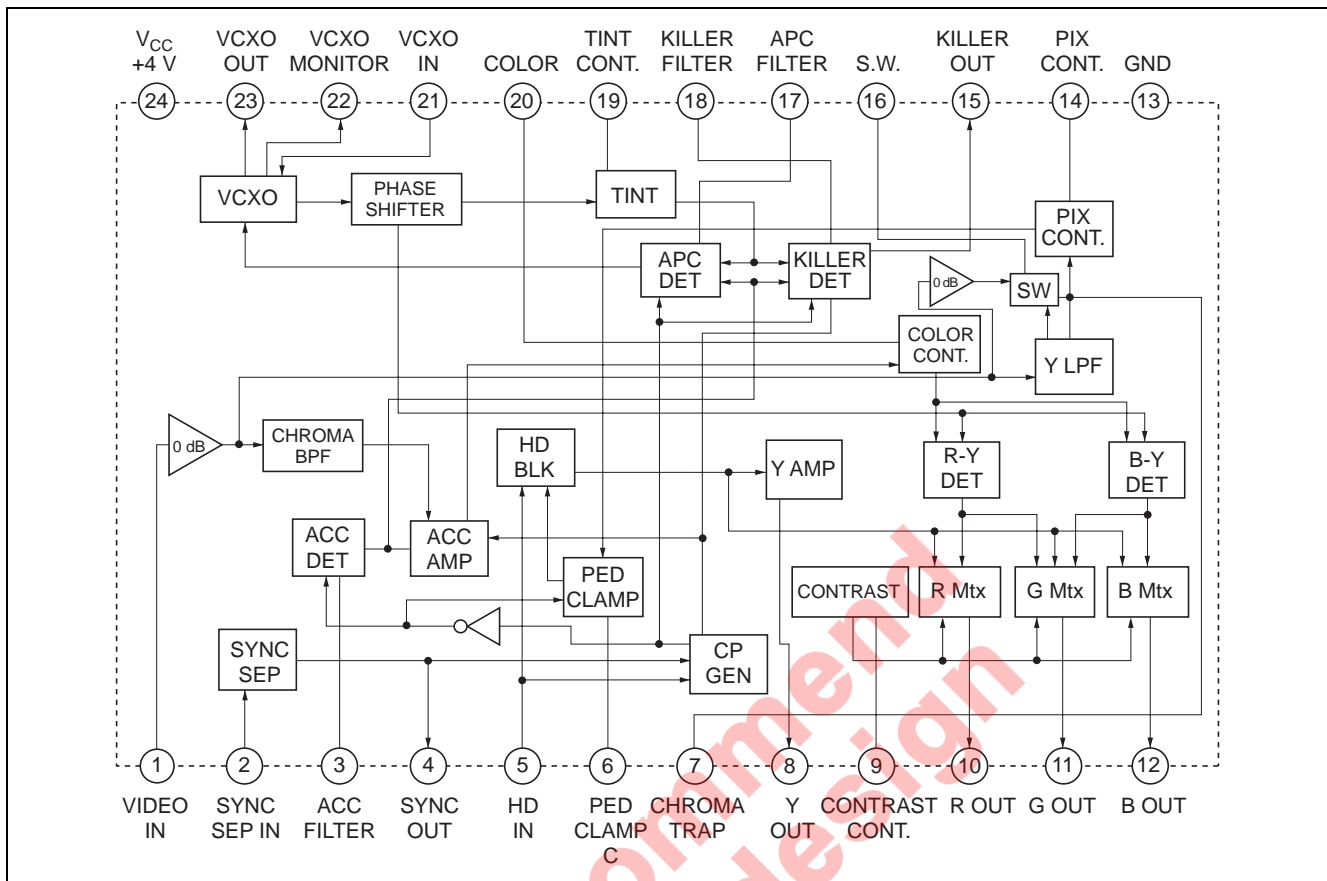 VCC
+4 V
VCXO
OUT
VCXO
MONITOR
VCXO
IN
COLOR
TINT
CONT.
KILLER
FILTER
APC
FILTER
S.W.
KILLER
OUT
PIX
CONT.
GND
24
23
22
21
20
19
18
17
16
15
14
13
VCXO
PHASE
SHIFTER
TINT
APC
DET
KILLER
DET
PIX
CONT.
0 dB
SW
COLOR
CONT.
Y LPF
0 dB
CHROMA
BPF
HD
BLK
Y AMP
R-Y
DET
B-Y
DET
ACC
DET
ACC
AMP
PED
CLAMP
CONTRAST
R Mtx
G Mtx
B Mtx
SYNC
SEP
CP
GEN
1
2
3
4
5
6
7
8
9
10
11
12
VIDEO
IN
SYNC
SEP IN
ACC
FILTER
SYNC
OUT
HD
IN
PED
CLAMP
C
CHROMA
TRAP
Y
OUT
CONTRAST
CONT.
R OUT
G OUT
B OUT
ommend
design